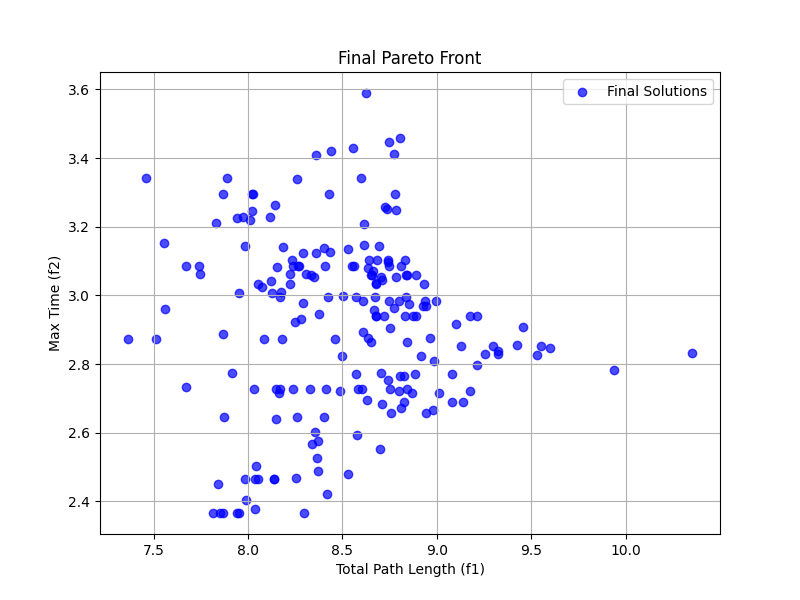 Final Pareto Front
Final Solutions
3.6
3.4
3.2
3.0
2.8
2.6
2.4
Max Time (f2)
7.5 8.0 8.5 9.0 9.5 10.0
Total Path Length (f1)